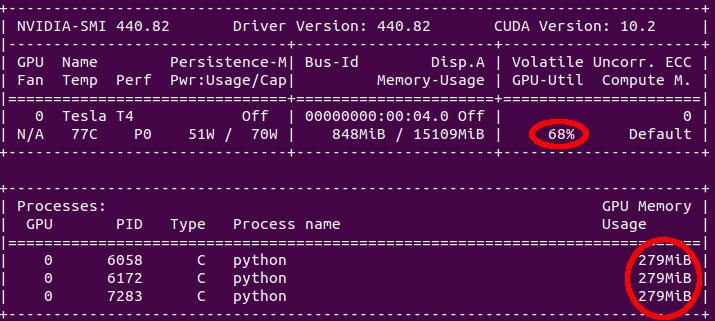 NVIDIA-SMI 440.82 Driver Version: 440.82 CUDA Version: 10.2
GPU Name Persistence-M| Bus-Id Disp.A | Volatile Uncorr. ECC
Fan Temp Perf Pwr:Usage/Cap| Memory-Usage | GPU-Util Compute M.
0 Tesla T4 Off | 00000000:00:04.0 Off | 0
N/A 77C P0 51W / 70W | 848MiB / 15109MiB | 68% Default
Processes: GPU Memory
GPU PID Type Process name Usage
0 6058 C python 279MiB
0 6172 C python 279MiB
0 7283 C python 279MiB